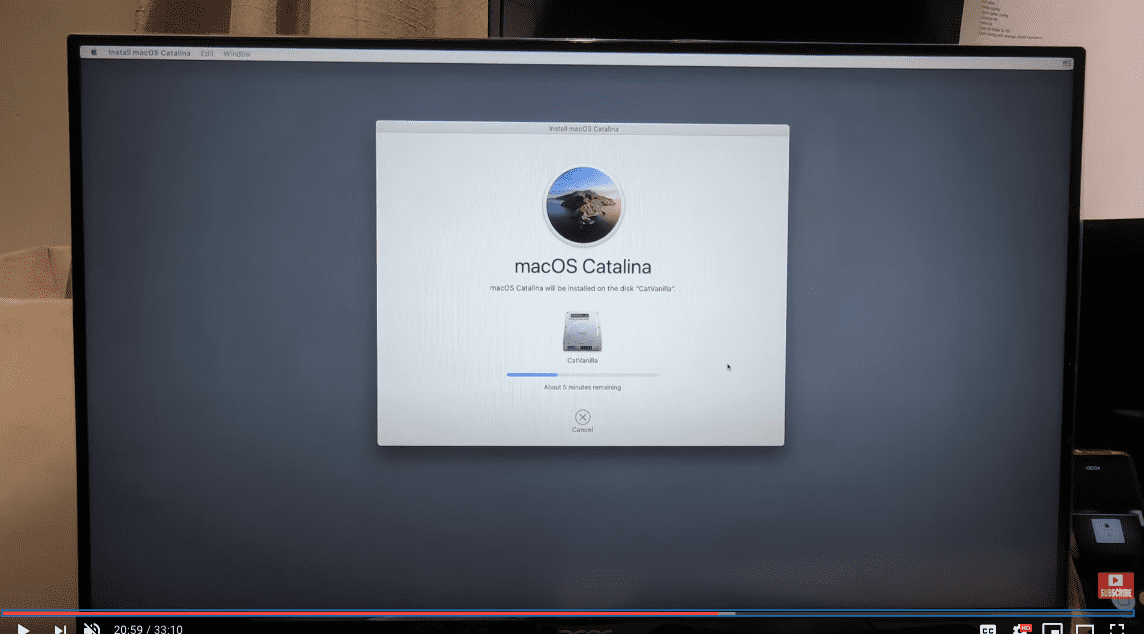 Install macOS Catalina Edit Window
Install macOS Catalina
macOS Catalina
macOS Catalina will be installed on the disk "CatVanilla".
CatVanilla
About 5 minutes remaining
Cancel
SUBSCRIBE
20:59 / 33:10
CC
HD